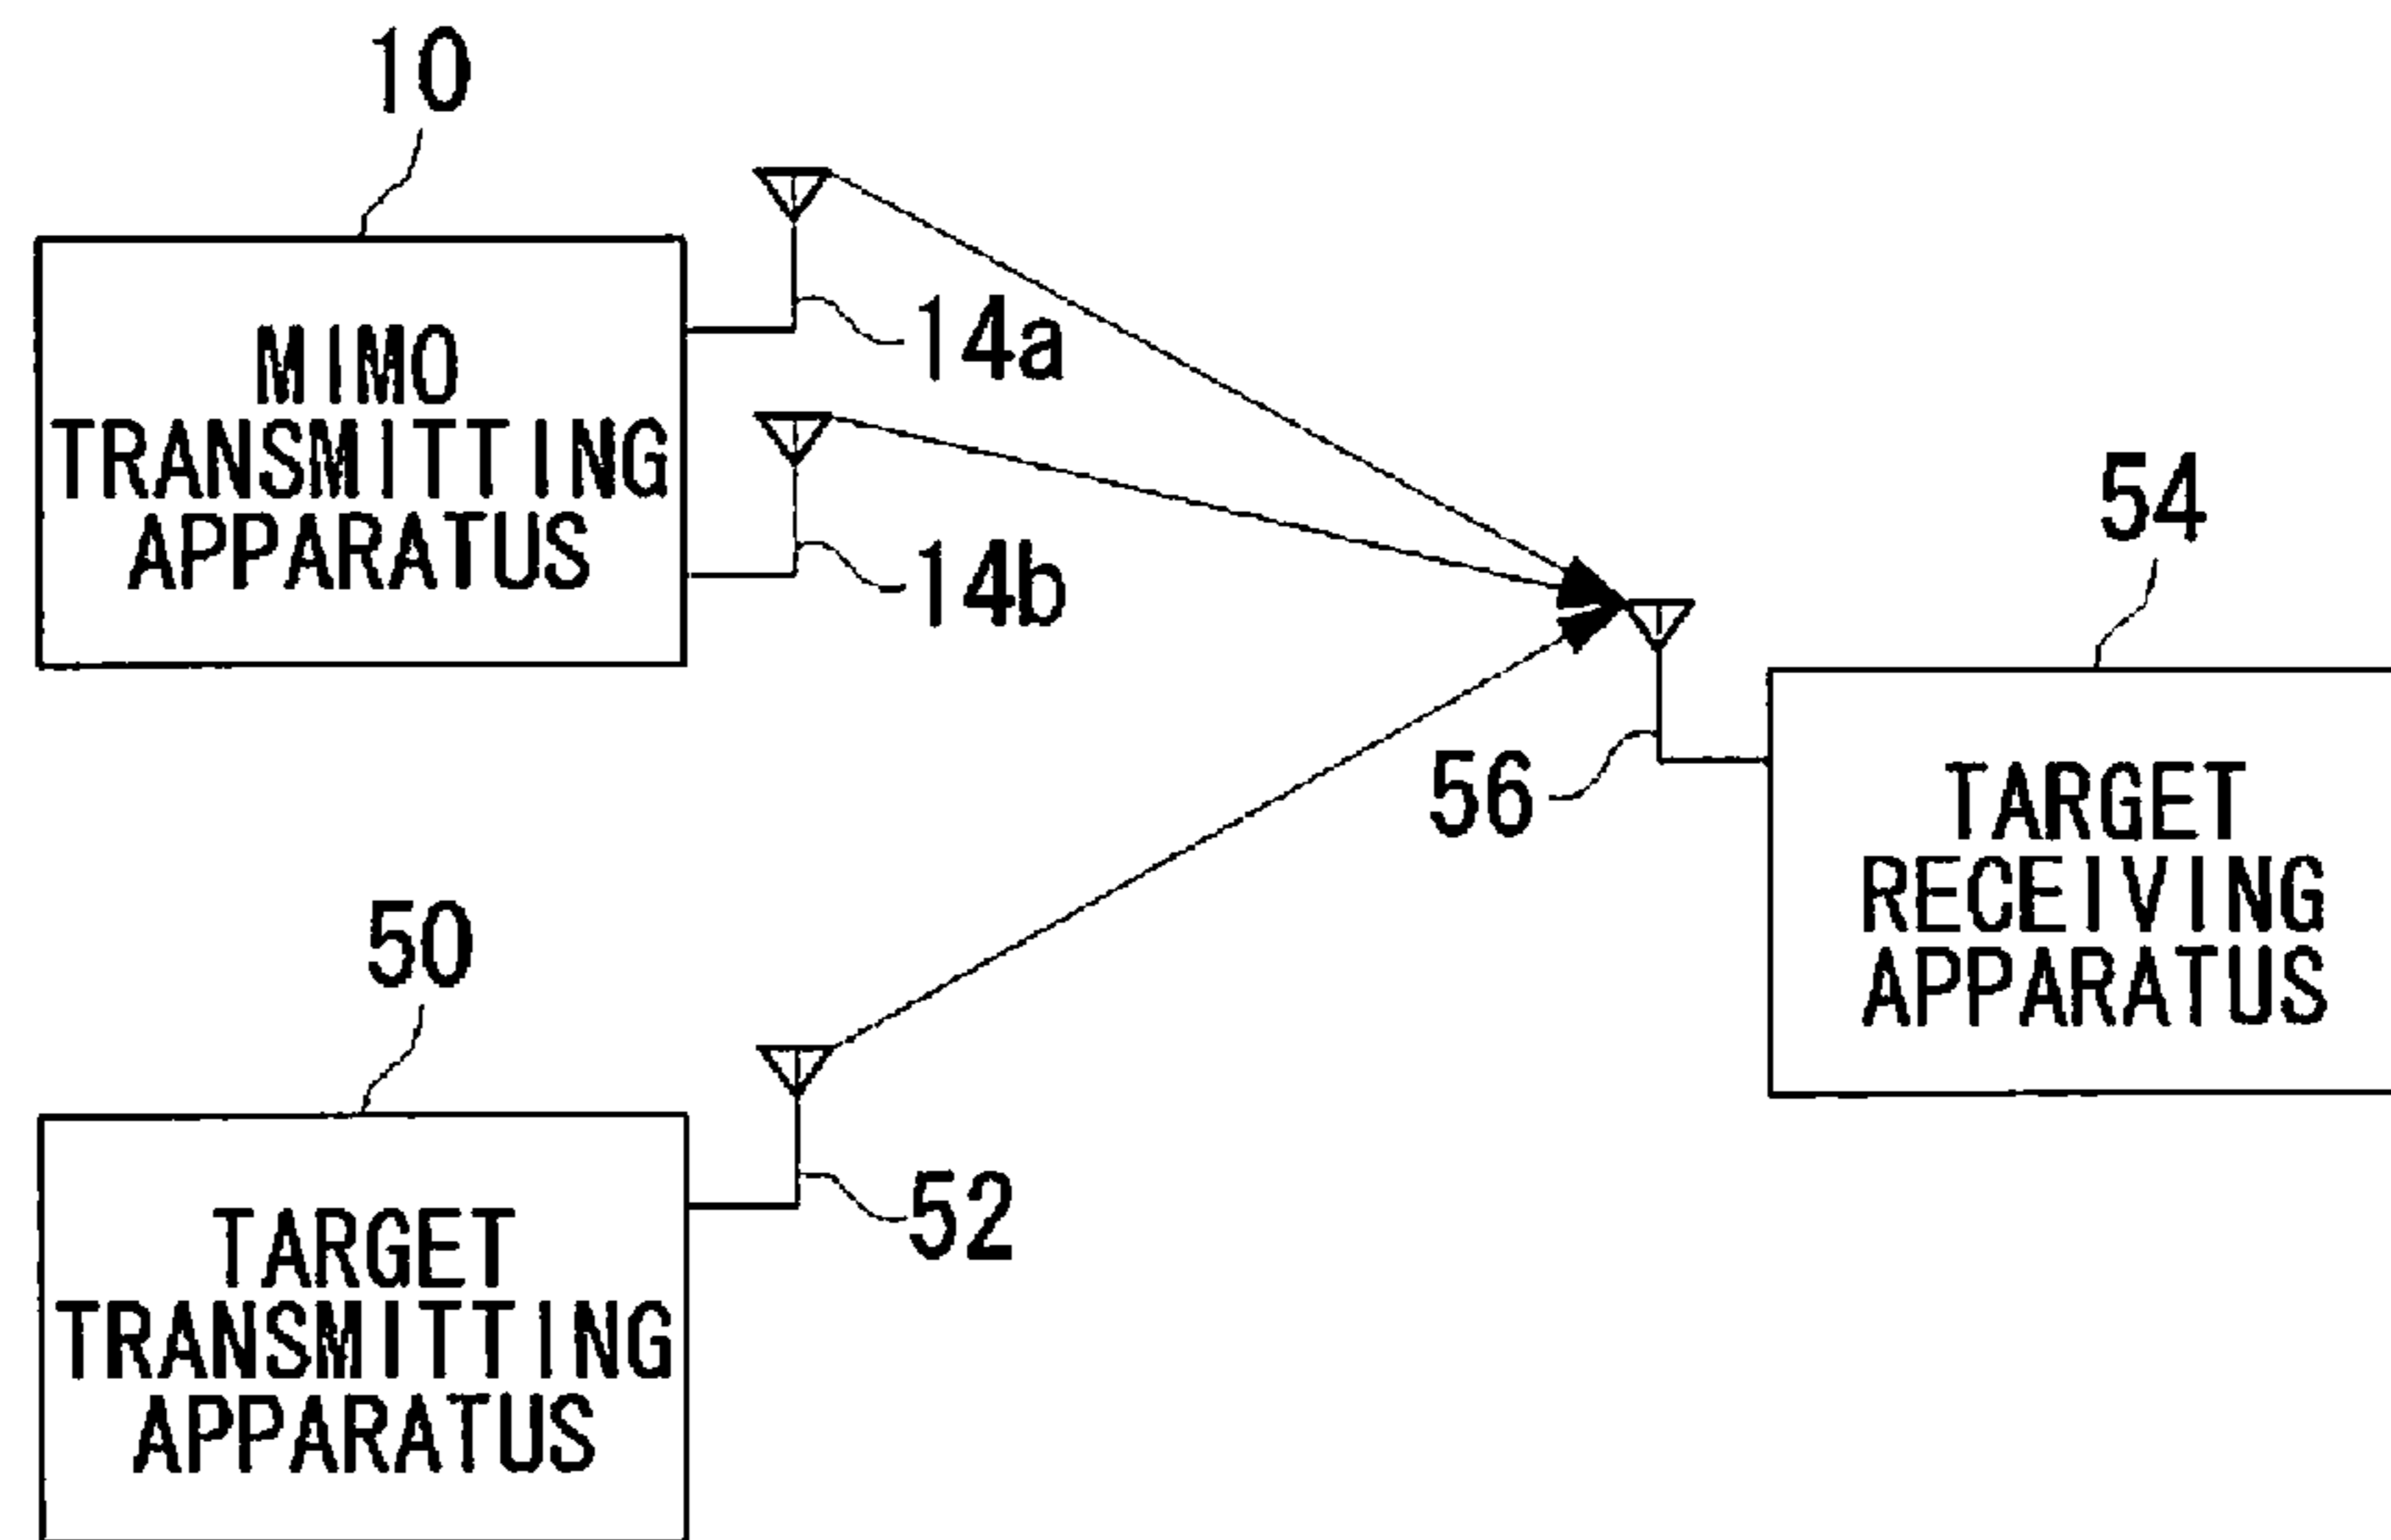 10
14a
MIMO
TRANSMITTING
APPARATUS
14b
54
56
TARGET
RECEIVING
APPARATUS
50
52
TARGET
TRANSMITTING
APPARATUS